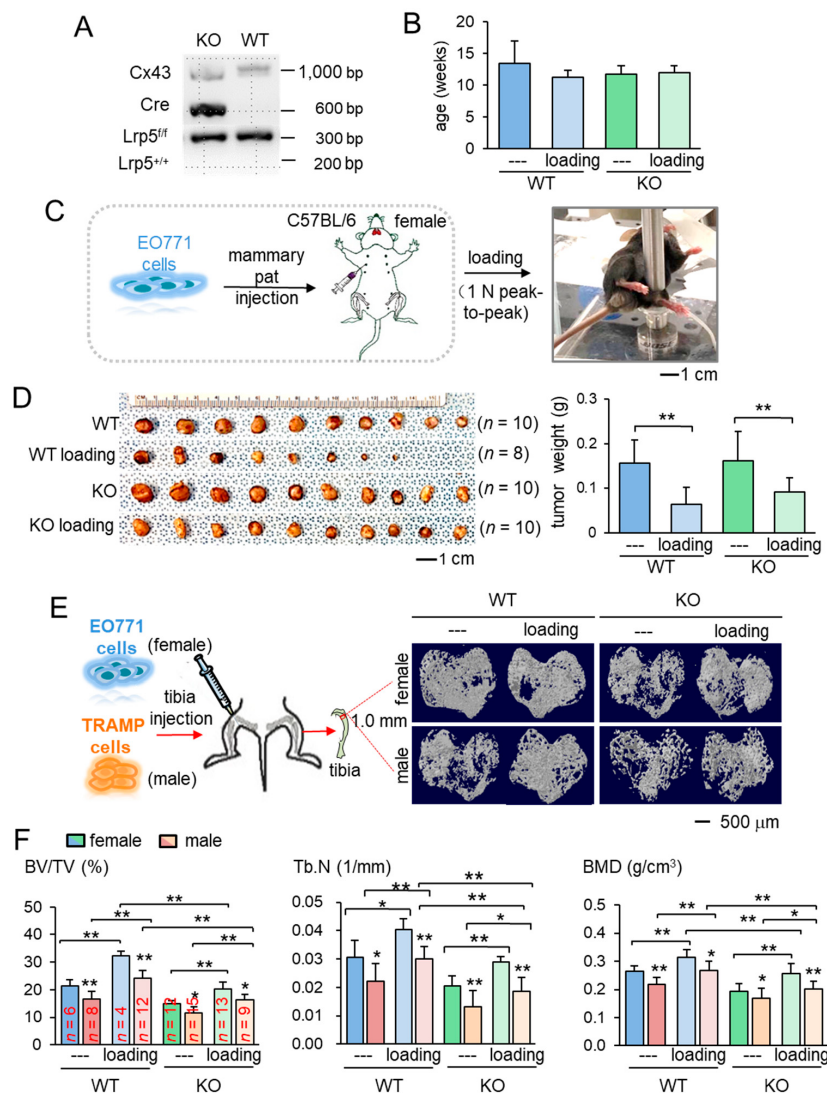 A
KO WT
Cx43
Cre
Lrp5f/f
Lrp5+/+
1,000 bp
600 bp
300 bp
200 bp
B
age (weeks)
20
15
10
5
0
--- loading --- loading
WT KO
C
EO771
cells
mammary
pat
injection
C57BL/6 female
loading
(1 N peak-
to-peak)
1 cm
D
WT (n = 10)
WT loading (n = 8)
KO (n = 10)
KO loading (n = 10)
1 cm
tumor weight (g)
0.3
0.2
0.1
0
** **
--- loading --- loading
WT KO
E
EO771
cells
(female)
tibia
injection
TRAMP
cells
(male)
1.0 mm
tibia
WT KO
--- loading --- loading
female
male
500 μm
F
female male
BV/TV (%)
50
40
30
20
10
0
n = 6
n = 8
n = 4
n = 12
n = 12
n = 15
n = 13
n = 9
--- loading --- loading
WT KO
Tb.N (1/mm)
0.05
0.04
0.03
0.02
0.01
0.00
--- loading --- loading
WT KO
BMD (g/cm³)
0.5
0.4
0.3
0.2
0.1
0.0
--- loading --- loading
WT KO